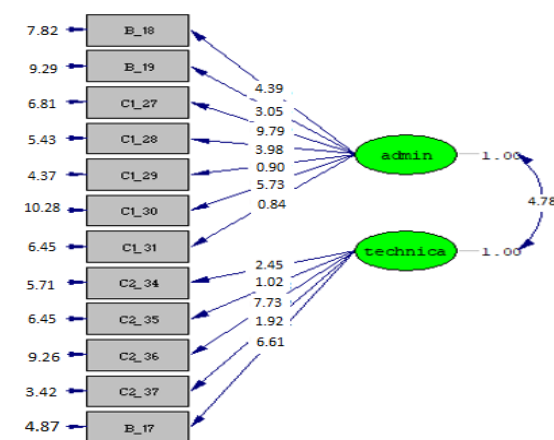 7.82 B_18
4.39
9.29 B_19
3.05
6.81 C1_27
9.79
5.43 C1_28
3.98
admin 1.00
4.37 C1_29
0.90
10.28 C1_30
5.73
4.78
6.45 C1_31
0.84
technica 1.00
5.71 C2_34
2.45
6.45 C2_35
1.02
7.73
9.26 C2_36
1.92
6.61
3.42 C2_37
4.87 B_17